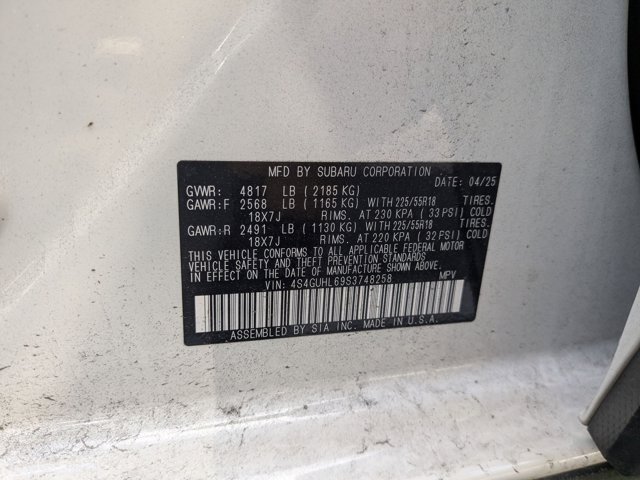 MFD BY SUBARU CORPORATION
DATE: 04/25
GVWR: 4817 LB (2185 KG)
GAWR:F 2568 LB (1165 KG) WITH 225/55R18 TIRES.
18X7J RIMS. AT 230 KPA (33 PSI) COLD
GAWR:R 2491 LB (1130 KG) WITH 225/55R18 TIRES.
18X7J RIMS. AT 220 KPA (32 PSI) COLD
THIS VEHICLE CONFORMS TO ALL APPLICABLE FEDERAL MOTOR
VEHICLE SAFETY AND THEFT PREVENTION STANDARDS IN
EFFECT ON THE DATE OF MANUFACTURE SHOWN ABOVE.
VIN: 4S4GUHL69S3748258 MPV
ASSEMBLED BY SIA INC. MADE IN U.S.A.